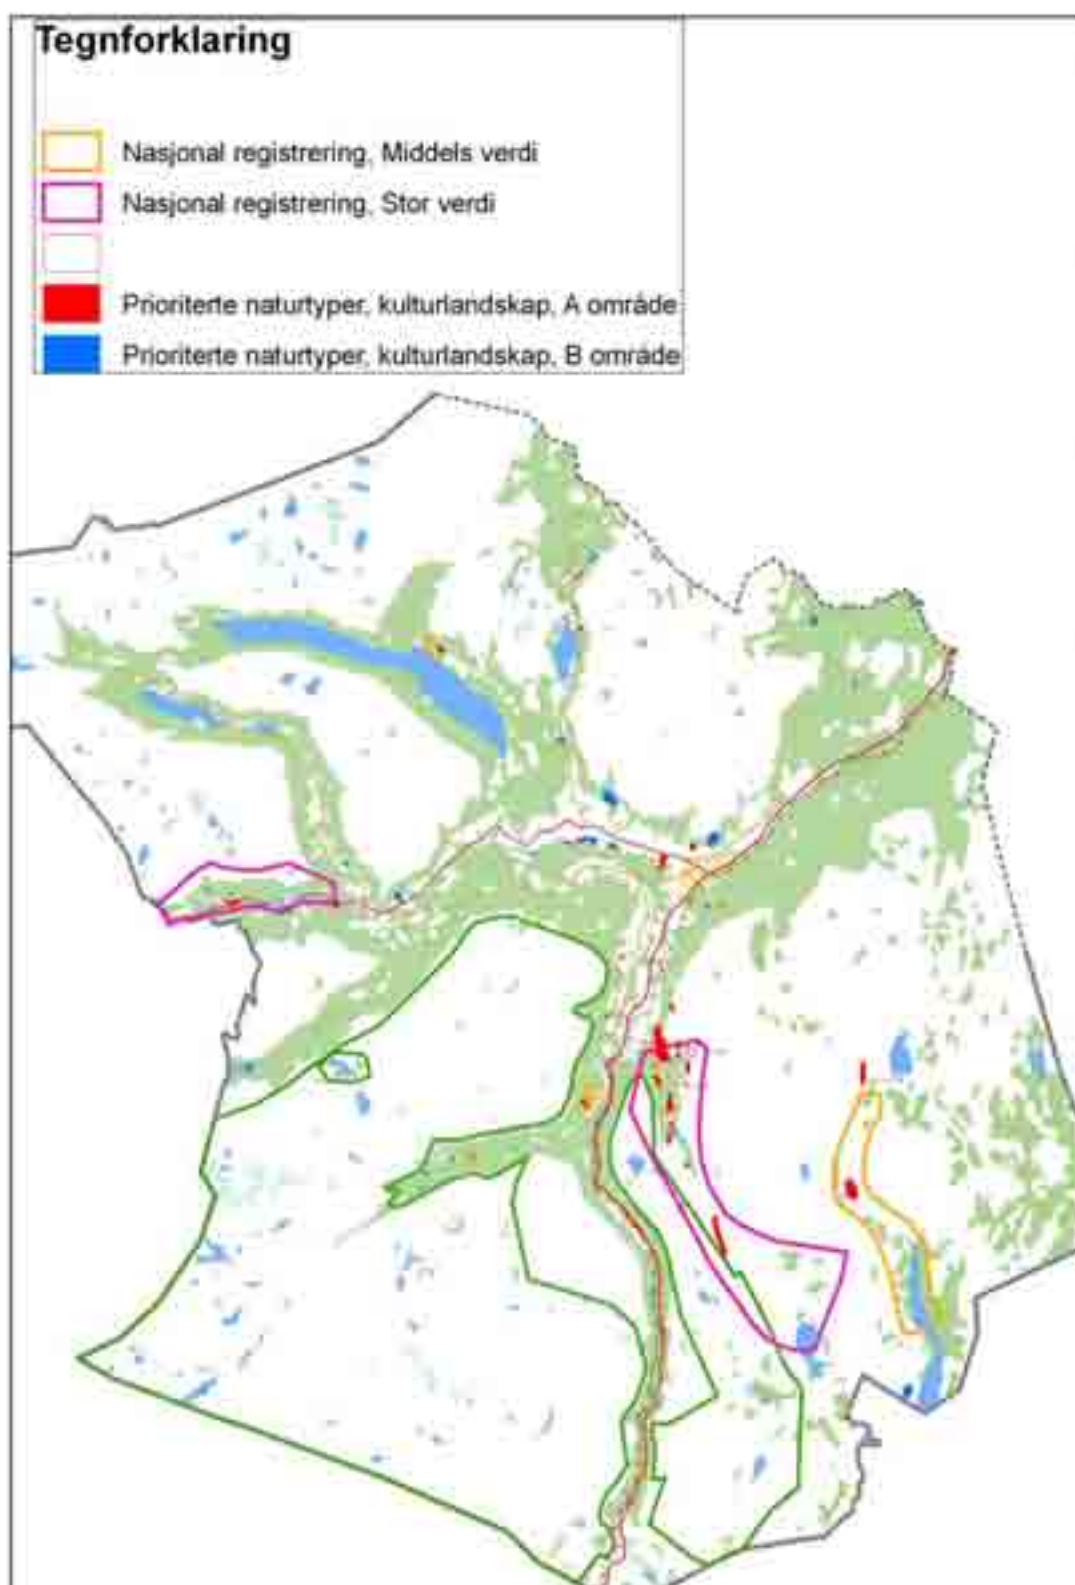 Tegnforklaring
Nasjonal registrering, Middels verdi
Nasjonal registrering, Stor verdi
Prioriterte naturtyper, kulturlandskap, A område
Prioriterte naturtyper, kulturlandskap, B område